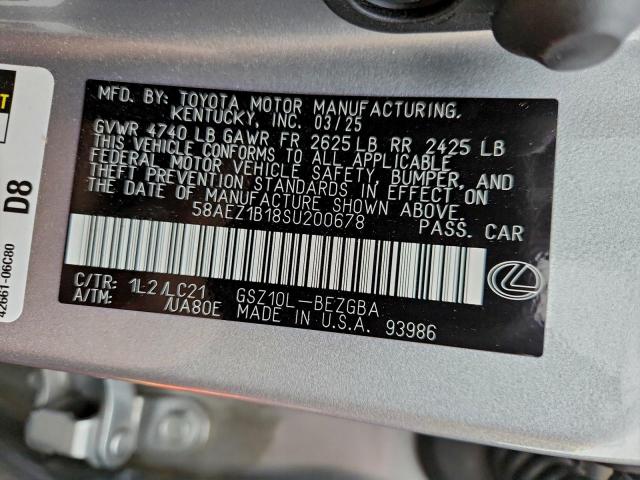 MFD. BY: TOYOTA MOTOR MANUFACTURING,
KENTUCKY, INC. 03/25
GVWR 4740 LB GAWR FR 2625 LB RR 2425 LB
THIS VEHICLE CONFORMS TO ALL APPLICABLE
FEDERAL MOTOR VEHICLE SAFETY, BUMPER, AND
THEFT PREVENTION STANDARDS IN EFFECT ON
THE DATE OF MANUFACTURE SHOWN ABOVE.
58AEZ1B18SU200678
PASS. CAR
C/TR: 1L2 /LC21 GSZ10L-BEZGBA
A/TM: /UA80E MADE IN U.S.A. 93986
D8
42661-06C80